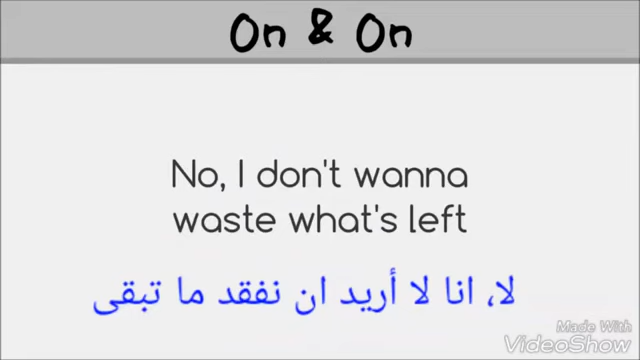 On & On
No, I don't wanna
waste what's left
لا، انا لا أريد ان نفقد ما تبقى
Made With
VideoShow